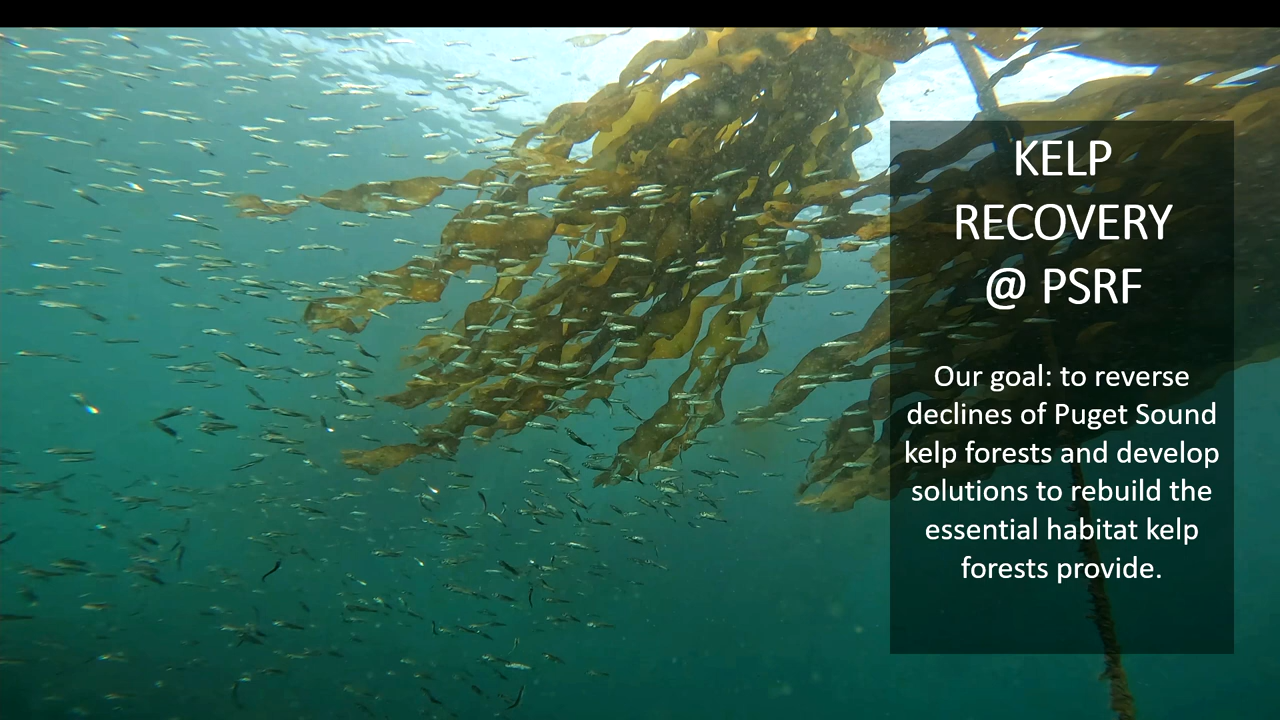 KELP
RECOVERY
@ PSRF
Our goal: to reverse
declines of Puget Sound
kelp forests and develop
solutions to rebuild the
essential habitat kelp
forests provide.